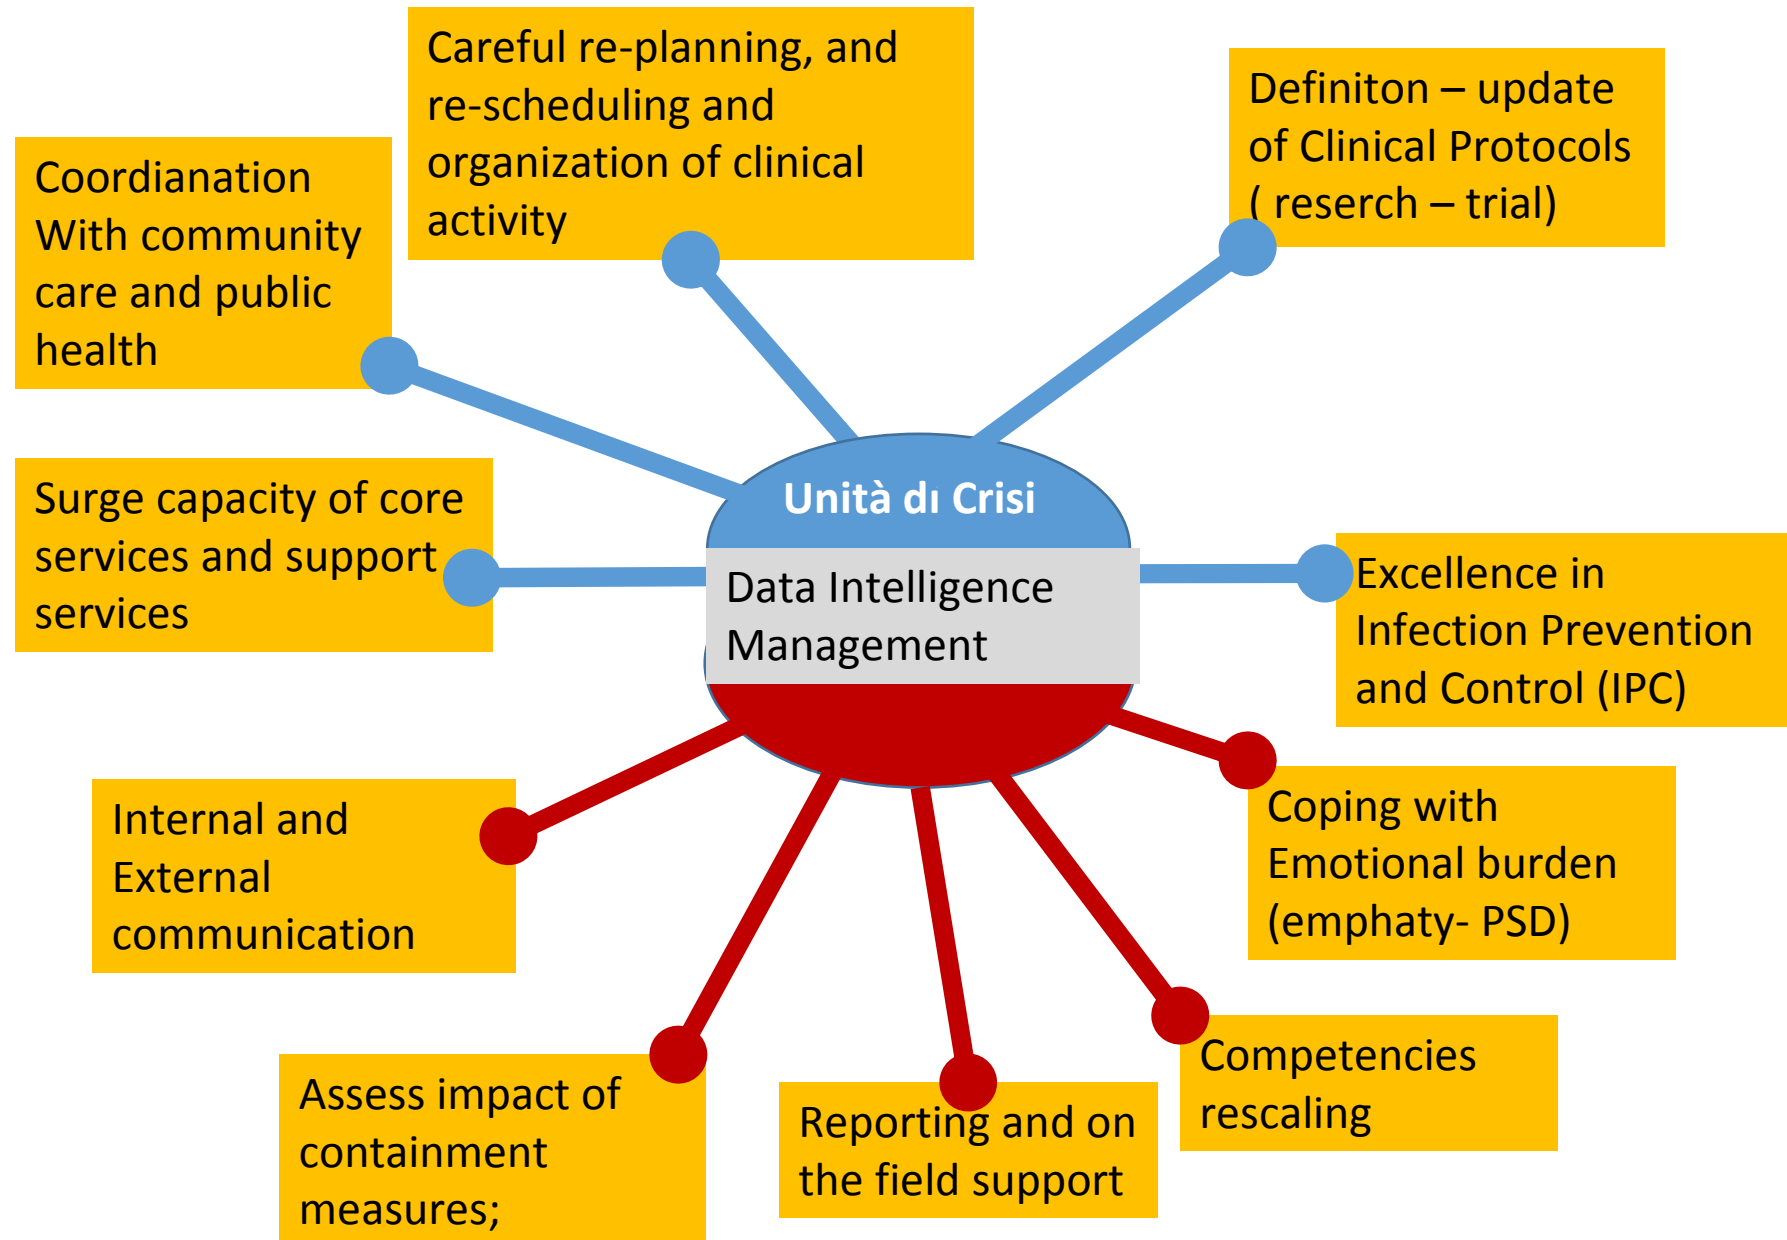 Careful re-planning, and
re-scheduling and
organization of clinical
activity
Definiton – update
of Clinical Protocols
( reserch – trial)
Coordianation
With community
care and public
health
Surge capacity of core
services and support
services
Unità dı Crisi
Data Intelligence
Management
Excellence in
Infection Prevention
and Control (IPC)
Internal and
External
communication
Coping with
Emotional burden
(emphaty- PSD)
Assess impact of
containment
measures;
Reporting and on
the field support
Competencies
rescaling